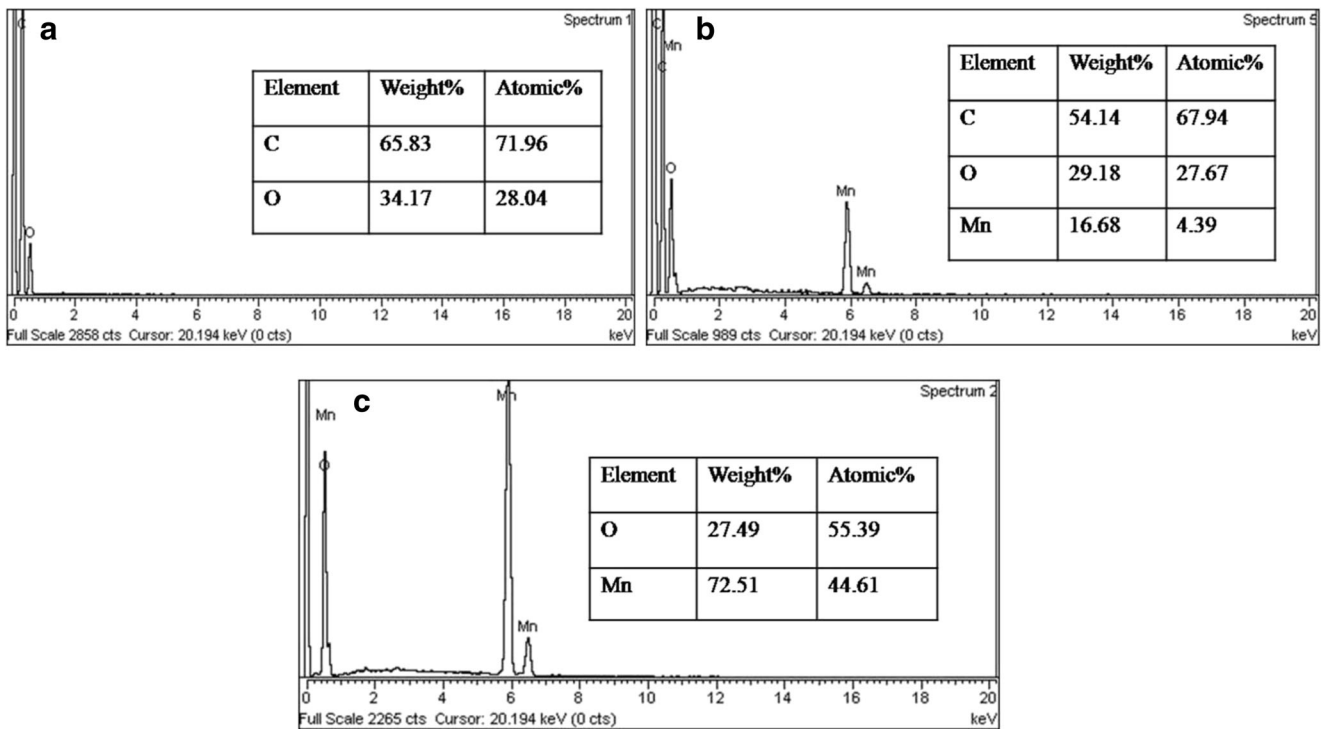 a
Spectrum 1
C
O
Element Weight% Atomic%
C 65.83 71.96
O 34.17 28.04
0 2 4 6 8 10 12 14 16 18 20
Full Scale 2858 cts Cursor: 20.194 keV (0 cts) keV
b
Spectrum 5
C
Mn
C
O
Mn
Mn
Element Weight% Atomic%
C 54.14 67.94
O 29.18 27.67
Mn 16.68 4.39
0 2 4 6 8 10 12 14 16 18 20
Full Scale 989 cts Cursor: 20.194 keV (0 cts) keV
c
Spectrum 2
Mn
Mn
O
Mn
Element Weight% Atomic%
O 27.49 55.39
Mn 72.51 44.61
0 2 4 6 8 10 12 14 16 18 20
Full Scale 2265 cts Cursor: 20.194 keV (0 cts) keV